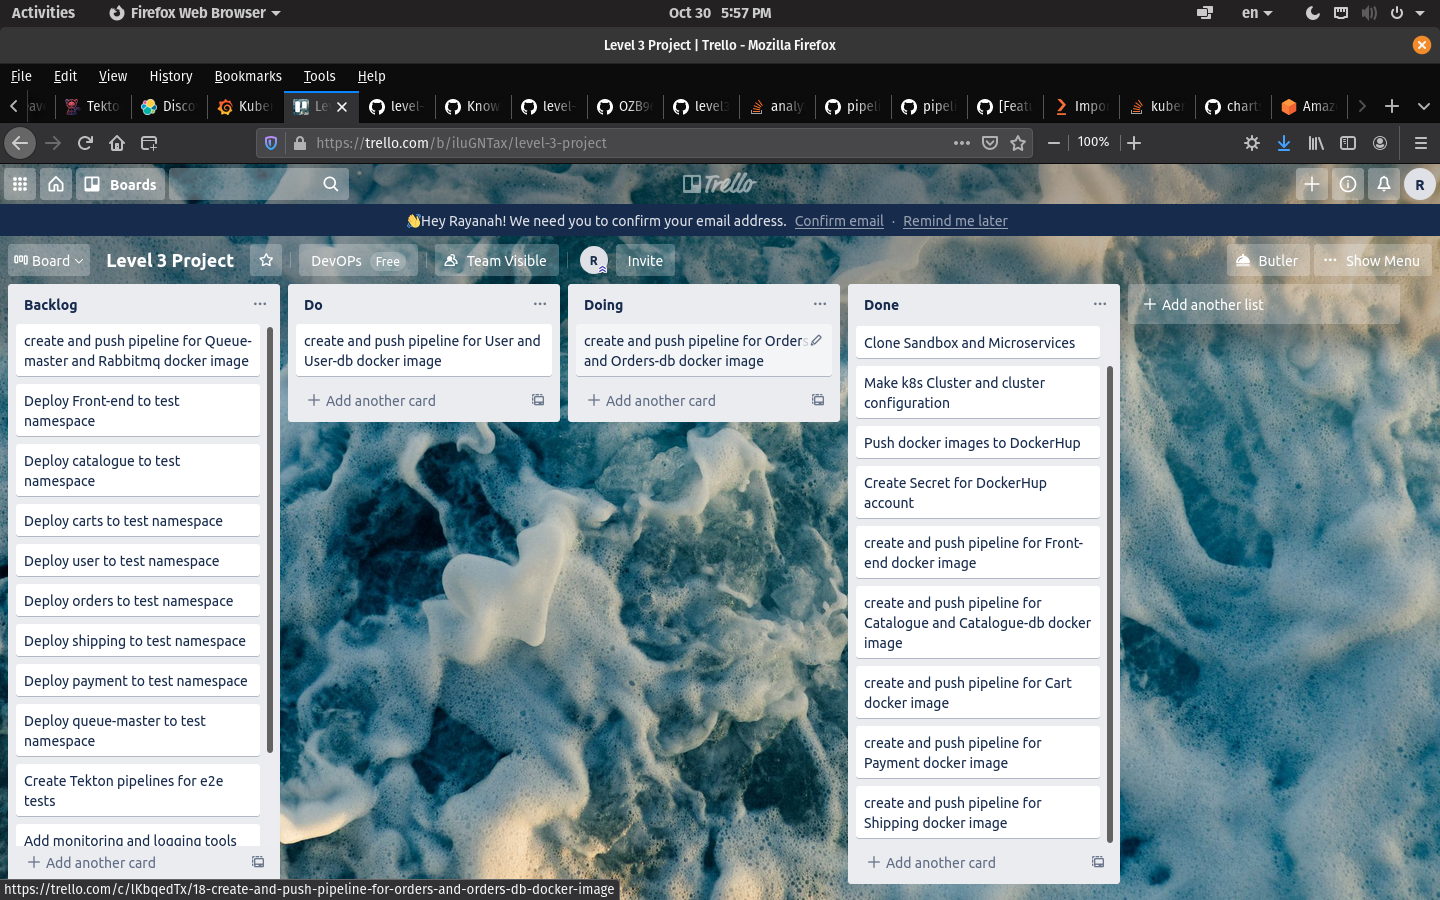 Activities
Firefox Web Browser
Oct 30 5:57 PM
en
Level 3 Project | Trello - Mozilla Firefox
File Edit View History Bookmarks Tools Help
Tekto
Disco
Kuber
Le
level-
Know
level-
OZB9
level3
analy
pipeli
pipeli
[Featu
Impor
kuber
chart
Amaz
https://trello.com/b/iluGNTax/level-3-project
100%
Boards
Trello
R
👋Hey Rayanah! We need you to confirm your email address. Confirm email · Remind me later
Board
Level 3 Project
DevOPs Free
Team Visible
R
Invite
Butler
Show Menu
Backlog
create and push pipeline for Queue-
master and Rabbitmq docker image
Deploy Front-end to test
namespace
Deploy catalogue to test
namespace
Deploy carts to test namespace
Deploy user to test namespace
Deploy orders to test namespace
Deploy shipping to test namespace
Deploy payment to test namespace
Deploy queue-master to test
namespace
Create Tekton pipelines for e2e
tests
Add monitoring and logging tools
Add another card
Do
create and push pipeline for User and
User-db docker image
Add another card
Doing
create and push pipeline for Orders
and Orders-db docker image
Add another card
Done
Clone Sandbox and Microservices
Make k8s Cluster and cluster
configuration
Push docker images to DockerHup
Create Secret for DockerHup
account
create and push pipeline for Front-
end docker image
create and push pipeline for
Catalogue and Catalogue-db docker
image
create and push pipeline for Cart
docker image
create and push pipeline for
Payment docker image
create and push pipeline for
Shipping docker image
Add another card
Add another list
https://trello.com/c/lKbqedTx/18-create-and-push-pipeline-for-orders-and-orders-db-docker-image